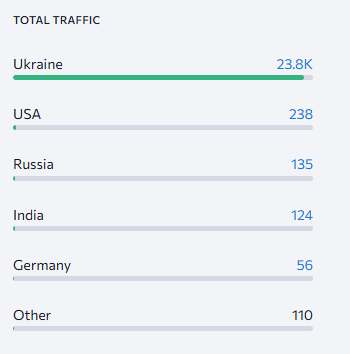 TOTAL TRAFFIC
Ukraine 23.8K
USA 238
Russia 135
India 124
Germany 56
Other 110